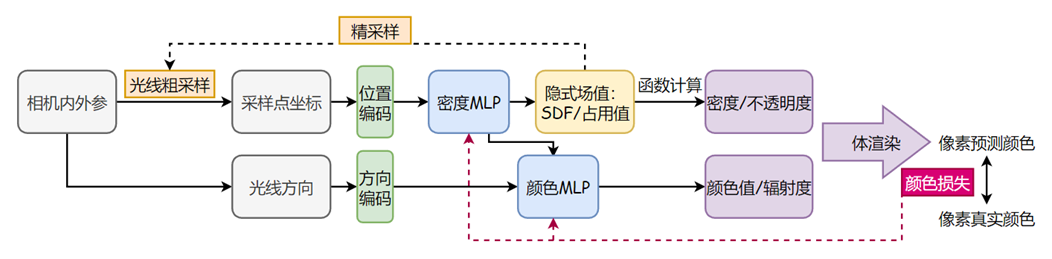 精采样
光线粗采样
相机内外参
采样点坐标
位置
编码
密度MLP
隐式场值：
SDF/占用值
函数计算
密度/不透明度
体渲染
像素预测颜色
光线方向
方向
编码
颜色MLP
颜色值/辐射度
颜色损失
像素真实颜色